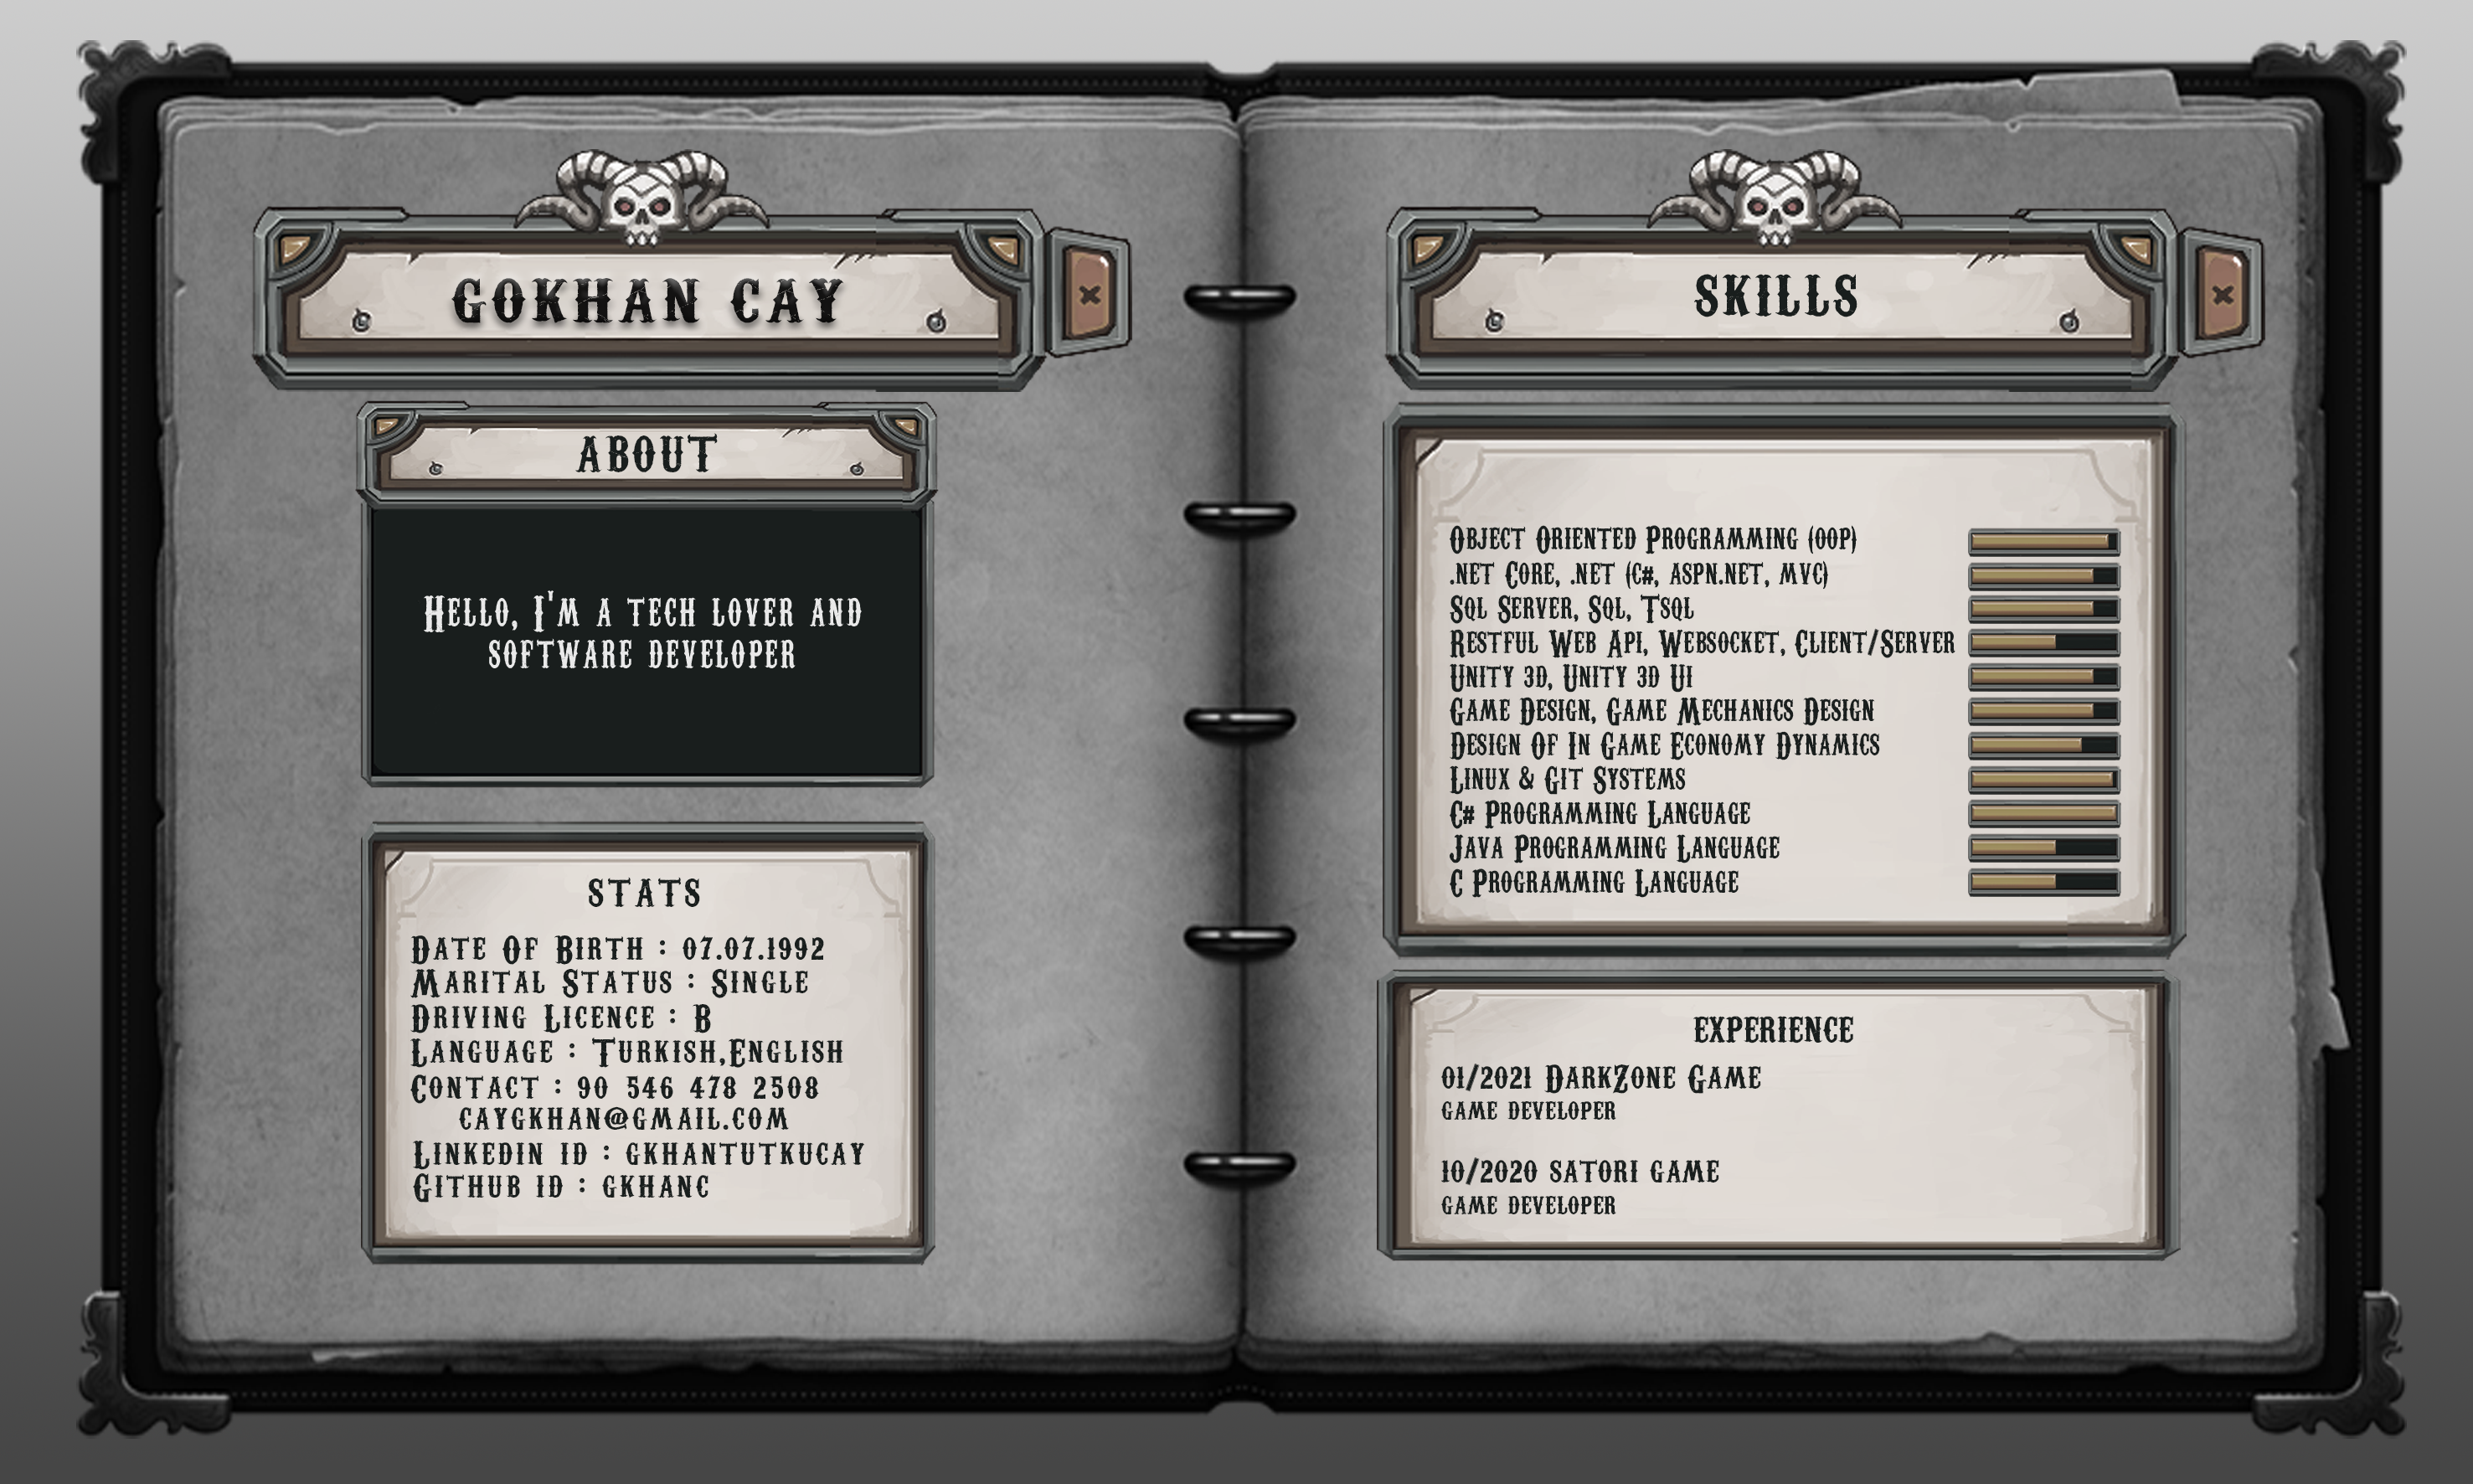 GOKHAN CAY
ABOUT
Hello, I'm a tech lover and
software developer
STATS
Date Of Birth : 07.07.1992
Marital Status : Single
Driving Licence : B
Language : Turkish,English
Contact : 90 546 478 2508
caygkhan@gmail.com
Linkedin id : gkhantutkucay
Github id : gkhanc
SKILLS
Object Oriented Programming (OOP)
.net Core, .net (c#, aspn.net, mvc)
Sql Server, Sql, Tsql
Restful Web Api, Websocket, Client/Server
Unity 3d, Unity 3d Ui
Game Design, Game Mechanics Design
Design Of In Game Economy Dynamics
Linux & Git Systems
C# Programming Language
Java Programming Language
C Programming Language
EXPERIENCE
01/2021 DarkZone Game
game developer
10/2020 satori game
game developer